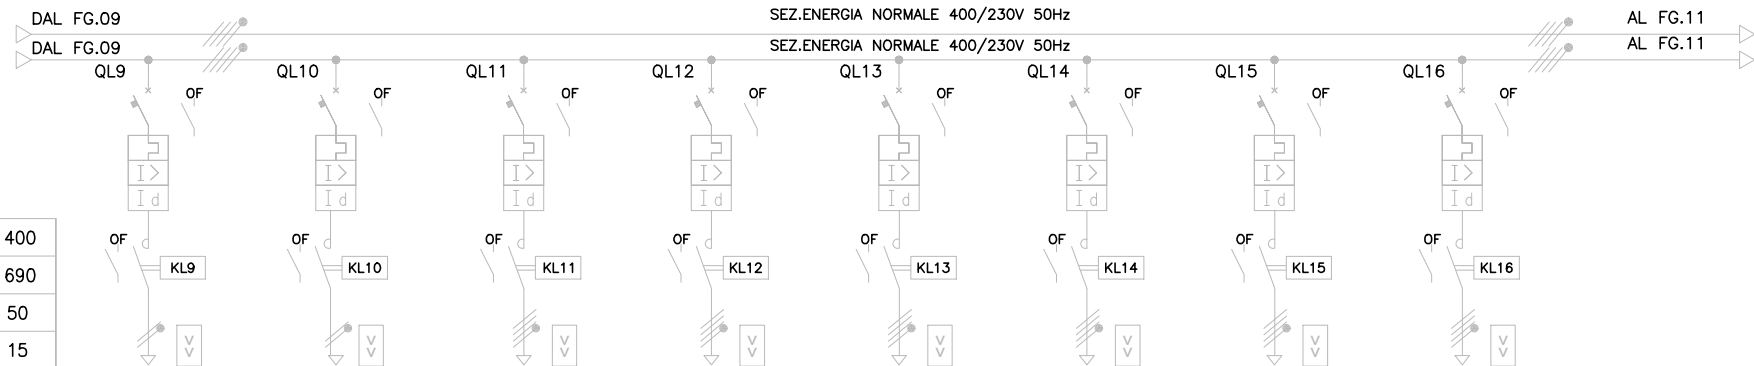 DAL FG.09 SEZ.ENERGIA NORMALE 400/230V 50Hz AL FG.11
DAL FG.09 SEZ.ENERGIA NORMALE 400/230V 50Hz AL FG.11
QL9 QL10 QL11 QL12 QL13 QL14 QL15 QL16
OF OF OF OF OF OF OF OF
I> I> I> I> I> I> I> I>
Id Id Id Id Id Id Id Id
400 OF OF OF OF OF OF OF OF
690 KL9 KL10 KL11 KL12 KL13 KL14 KL15 KL16
50
15